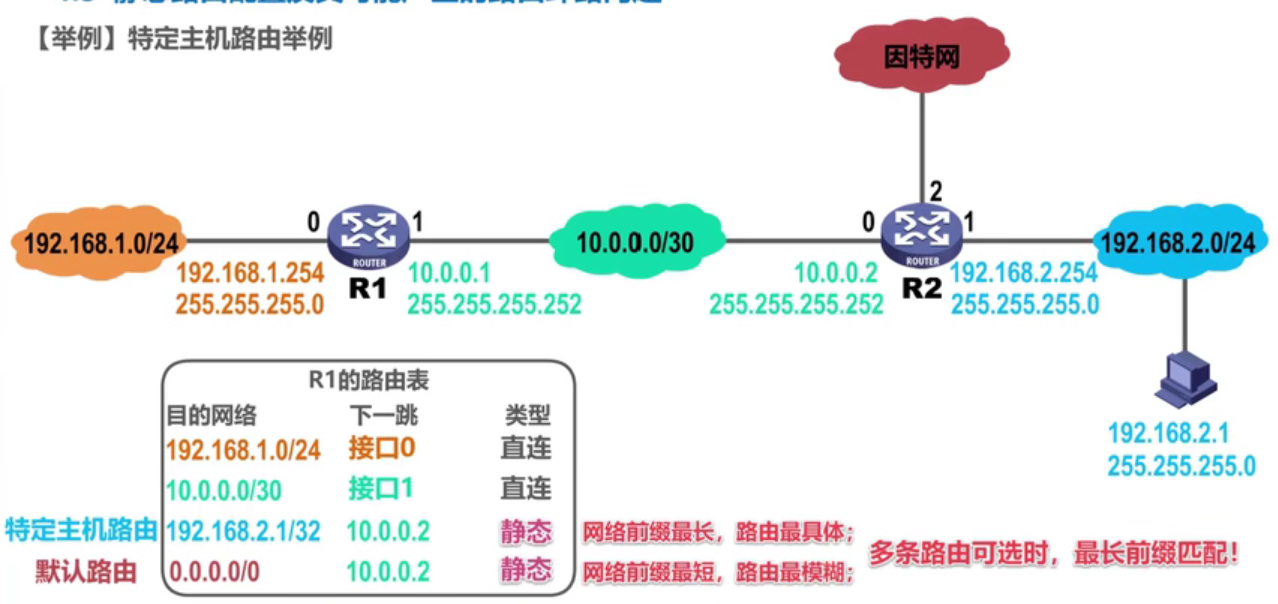 【举例】特定主机路由举例
因特网
2
0
1
0
1
192.168.1.0/24
10.0.0.0/30
192.168.2.0/24
ROUTER
ROUTER
192.168.1.254
255.255.255.0
R1
10.0.0.1
255.255.255.252
10.0.0.2
255.255.255.252
R2
192.168.2.254
255.255.255.0
192.168.2.1
255.255.255.0
R1的路由表
目的网络 下一跳 类型
192.168.1.0/24 接口0 直连
10.0.0.0/30 接口1 直连
特定主机路由 192.168.2.1/32 10.0.0.2 静态 网络前缀最长，路由最具体；
默认路由 0.0.0.0/0 10.0.0.2 静态 网络前缀最短，路由最模糊；
多条路由可选时，最长前缀匹配！